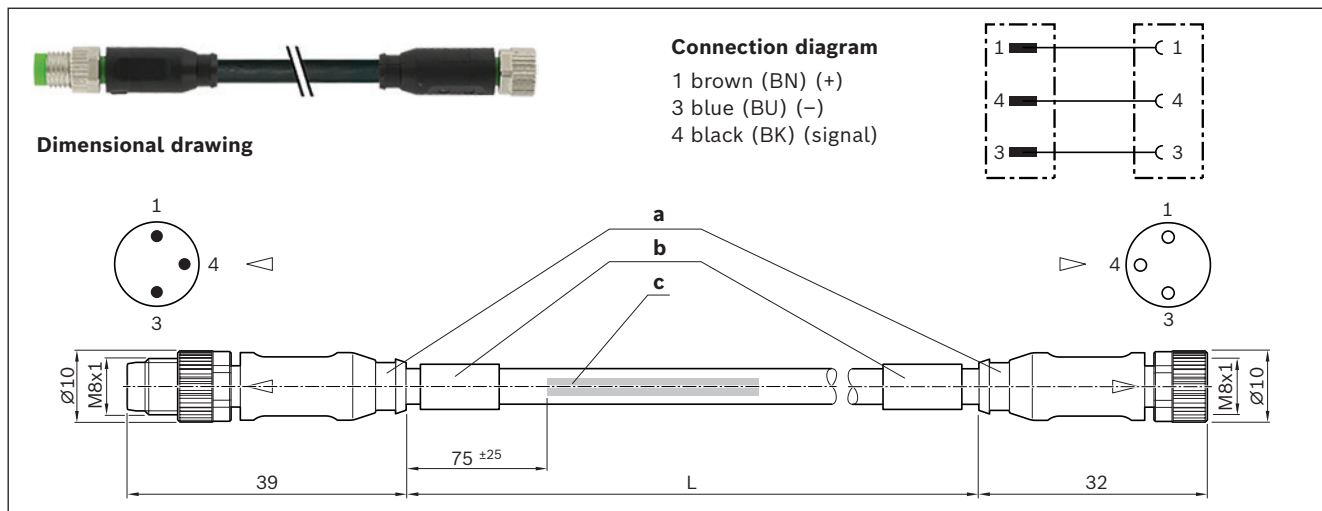 Connection diagram
1 brown (BN) (+)
3 blue (BU) (–)
4 black (BK) (signal)
1 1
4 4
3 3
Dimensional drawing
1
4
3
a
b
c
1
4
3
Ø10
M8x1
M8x1
Ø10
75 ±25
39
L
32